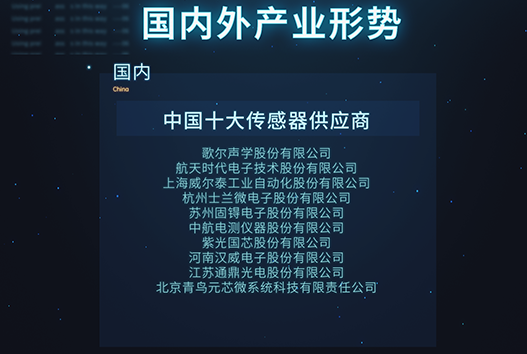 国内外产业形势
国内
China
中国十大传感器供应商
歌尔声学股份有限公司
航天时代电子技术股份有限公司
上海威尔泰工业自动化股份有限公司
杭州士兰微电子股份有限公司
苏州固锝电子股份有限公司
中航电测仪器股份有限公司
紫光国芯股份有限公司
河南汉威电子股份有限公司
江苏通鼎光电股份有限公司
北京青鸟元芯微系统科技有限责任公司